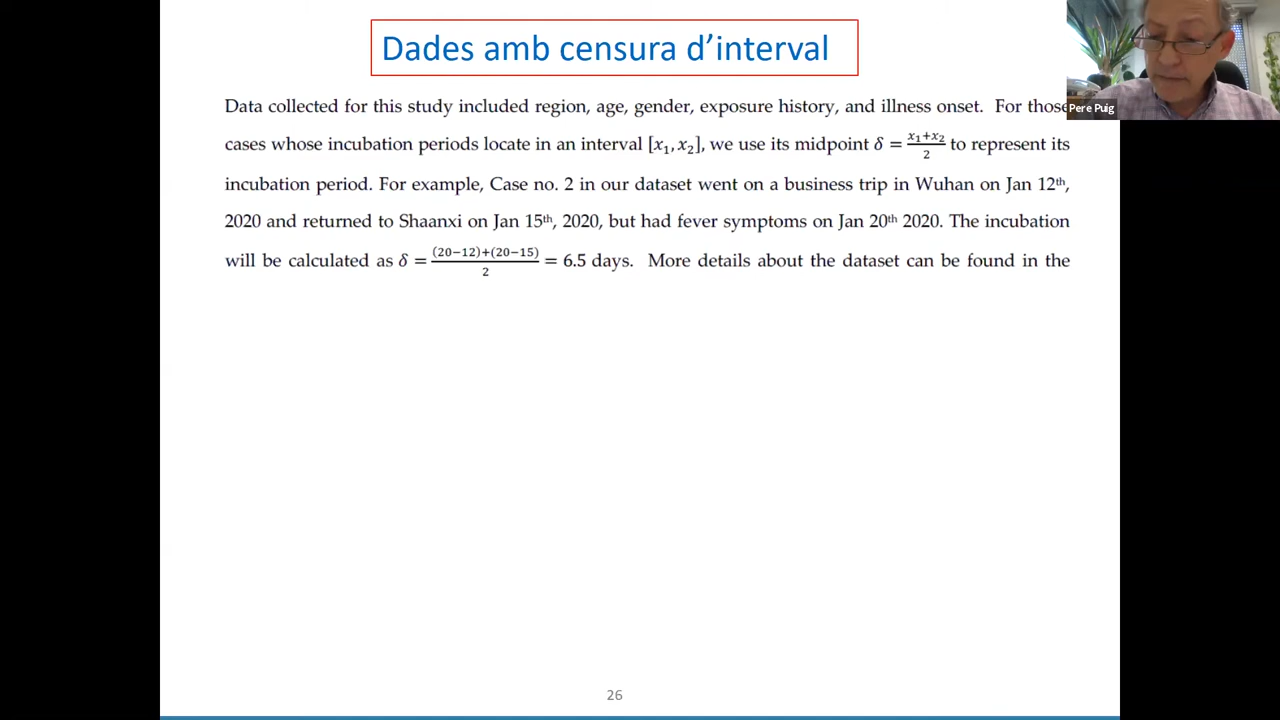 Dades amb censura d’interval
Pere Puig
Data collected for this study included region, age, gender, exposure history, and illness onset. For those
cases whose incubation periods locate in an interval [x₁, x₂], we use its midpoint δ = (x₁+x₂)/2 to represent its
incubation period. For example, Case no. 2 in our dataset went on a business trip in Wuhan on Jan 12th,
2020 and returned to Shaanxi on Jan 15th, 2020, but had fever symptoms on Jan 20th 2020. The incubation
will be calculated as δ = ((20−12)+(20−15))/2 = 6.5 days. More details about the dataset can be found in the
26